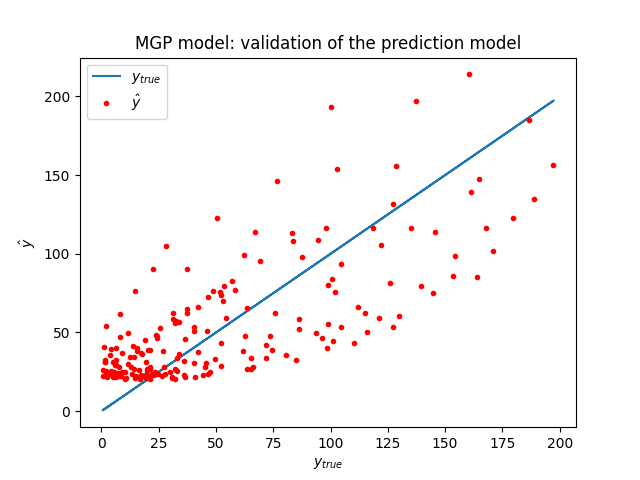 MGP model: validation of the prediction model
y_true
ŷ
200
150
100
50
0
ŷ
0 25 50 75 100 125 150 175 200
y_true